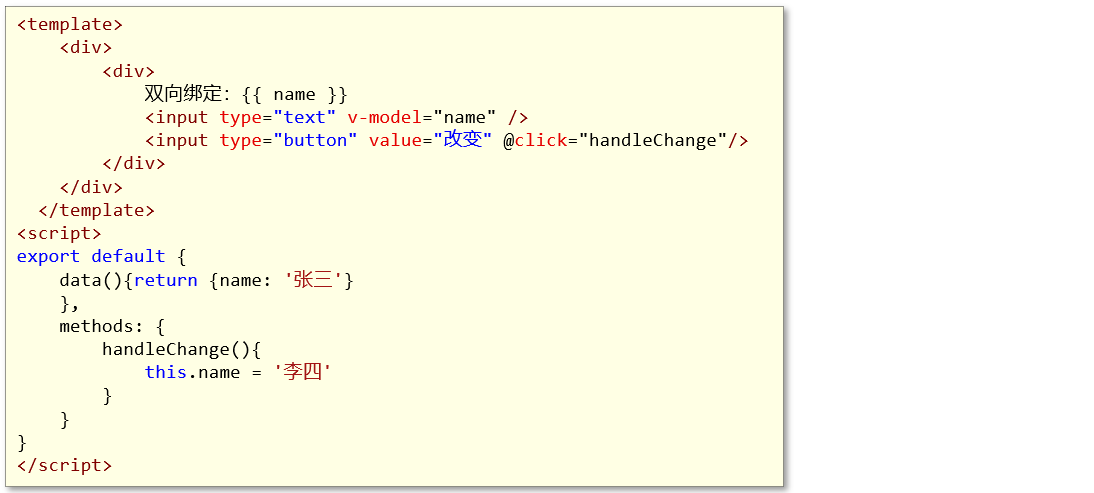 <template>
    <div>
        <div>
            双向绑定: {{ name }}
            <input type="text" v-model="name" />
            <input type="button" value="改变" @click="handleChange"/>
        </div>
    </div>
  </template>
<script>
export default {
    data(){return {name: '张三'}
    },
    methods: {
        handleChange(){
            this.name = '李四'
        }
    }
}
</script>